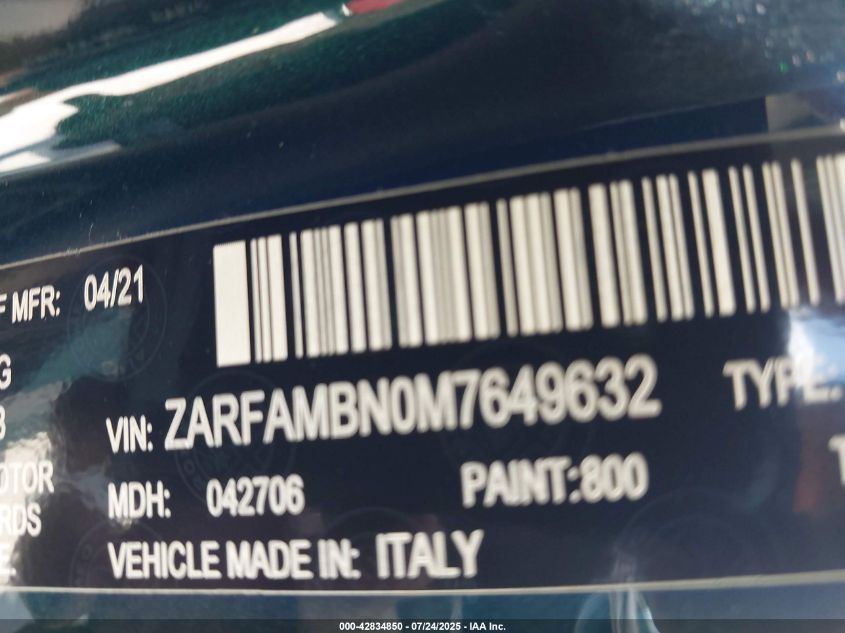 F MFR: 04/21
G
VIN: ZARFAMBN0M7649632
TYPE:
OTOR
MDH: 042706
PAINT:800
RDS
VEHICLE MADE IN: ITALY
E.
000-42834850 - 07/24/2025 - IAA Inc.